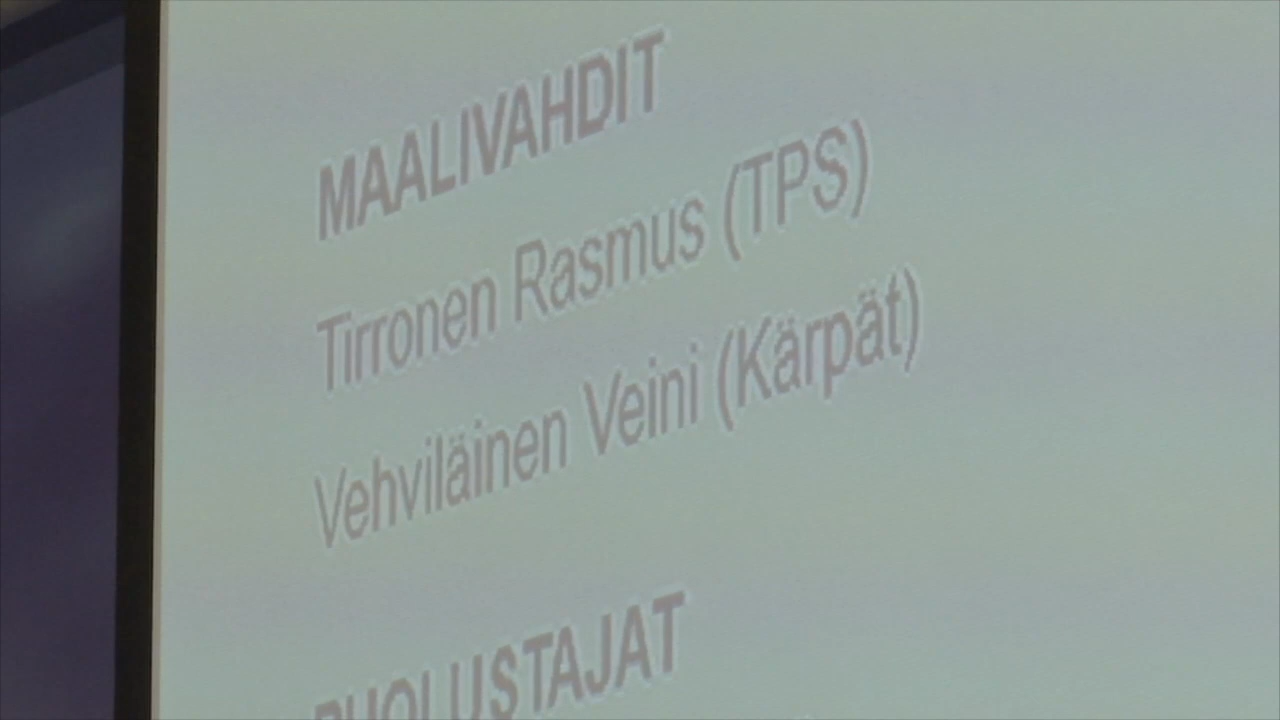 MAALIVAHDIT
Tirronen Rasmus (TPS)
Vehviläinen Veini (Kärpät)
PUOLUSTAJAT